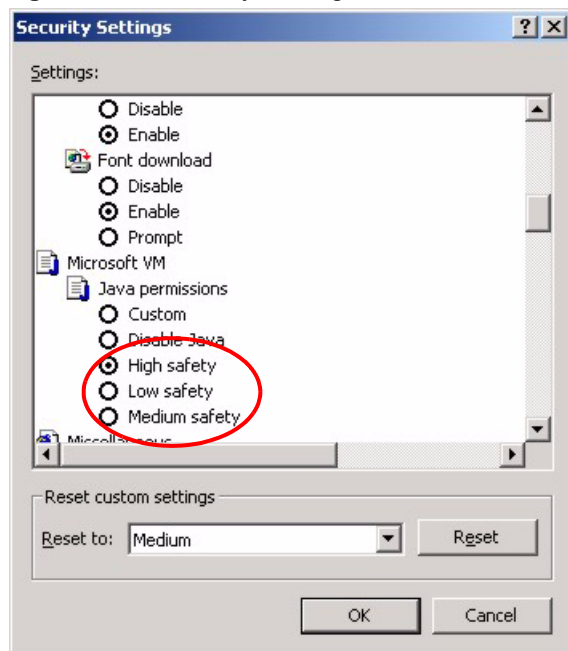 Security Settings
Settings:
Disable
Enable
Font download
Disable
Enable
Prompt
Microsoft VM
Java permissions
Custom
Disable Java
High safety
Low safety
Medium safety
Miscellaneous
Reset custom settings
Reset to: Medium Reset
OK Cancel